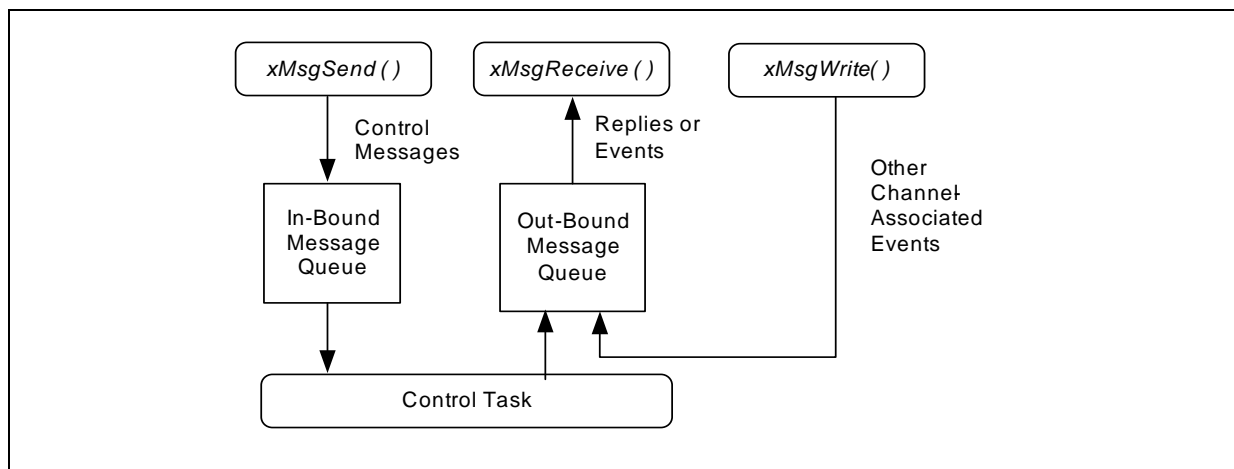 xMsgSend ( )
xMsgReceive ( )
xMsgWrite( )
Control
Messages
Replies or
Events
Other
Channel-
Associated
Events
In-Bound
Message
Queue
Out-Bound
Message
Queue
Control Task